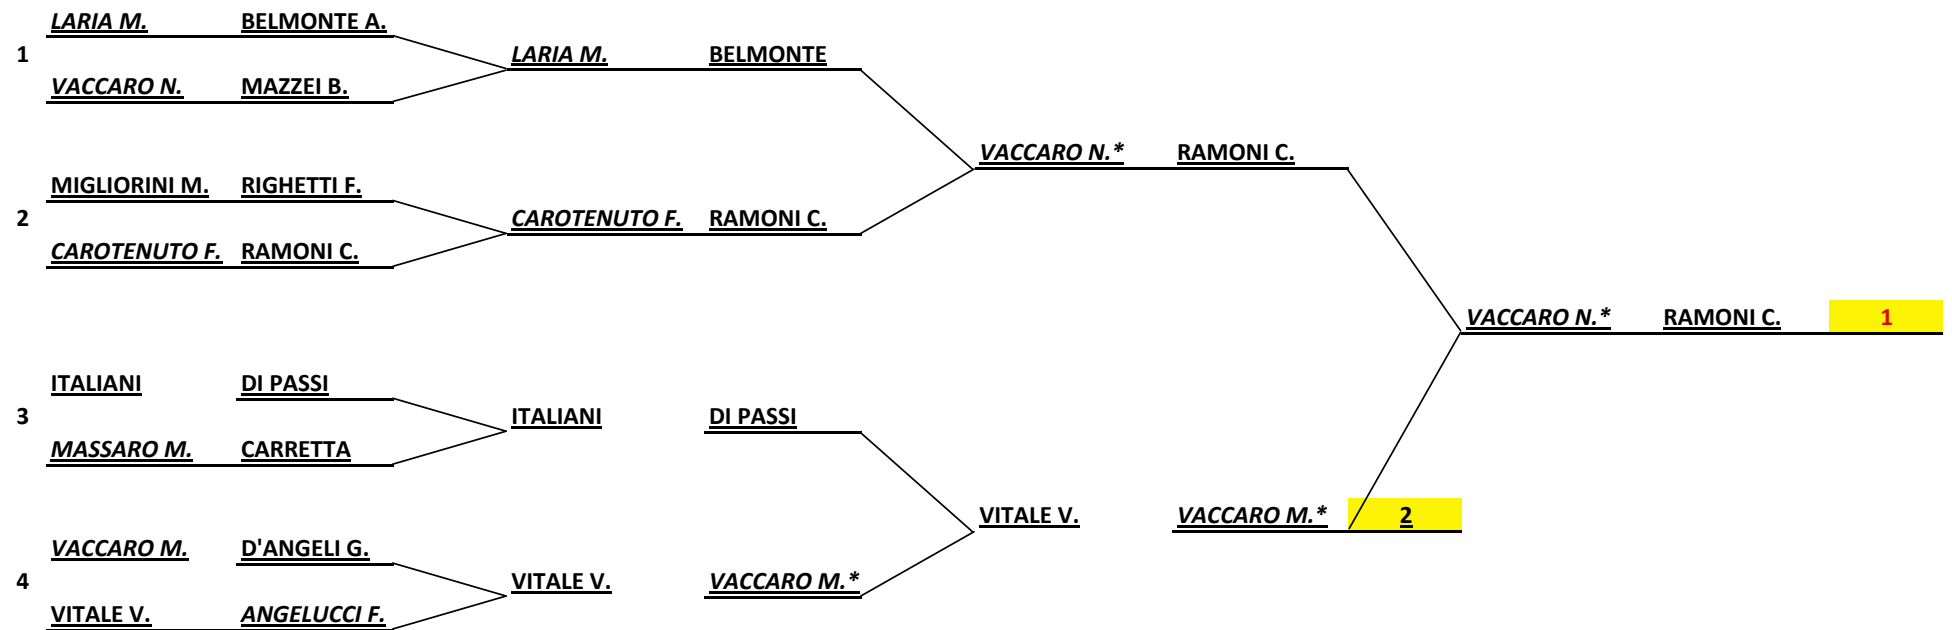 LARIA M. BELMONTE A.
1 LARIA M. BELMONTE
VACCARO N. MAZZEI B.
VACCARO N.* RAMONI C.
MIGLIORINI M. RIGHETTI F.
2 CAROTENUTO F. RAMONI C.
CAROTENUTO F. RAMONI C.
VACCARO N.* RAMONI C. 1
ITALIANI DI PASSI
3 ITALIANI DI PASSI
MASSARO M. CARRETTA
VITALE V. VACCARO M.* 2
VACCARO M. D'ANGELI G.
4 VITALE V. VACCARO M.*
VITALE V. ANGELUCCI F.